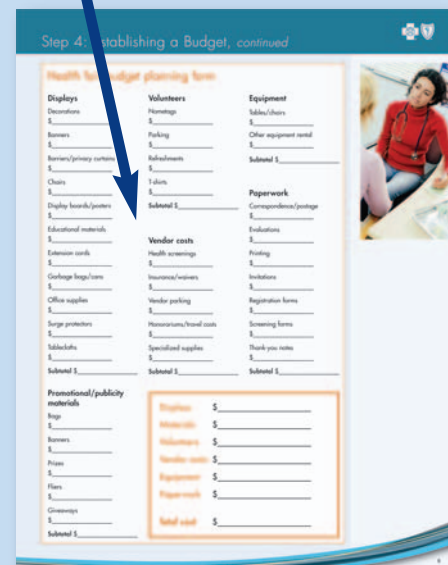 Step 4: Establishing a Budget, continued
Health fair budget planning form
Displays
Decorations
$
Banners
$
Barriers/privacy curtains
$
Chairs
$
Display boards/posters
$
Educational materials
$
Extension cords
$
Garbage bags/cans
$
Office supplies
$
Surge protectors
$
Tablecloths
$
Subtotal $
Promotional/publicity
materials
Bags
$
Banners
$
Prizes
$
Fliers
$
Giveaways
$
Subtotal $
Volunteers
Nametags
$
Parking
$
Refreshments
$
T-shirts
$
Subtotal $
Vendor costs
Health screenings
$
Insurance/waivers
$
Vendor parking
$
Honorariums/travel costs
$
Specialized supplies
$
Subtotal $
Equipment
Tables/chairs
$
Other equipment rental
$
Subtotal $
Paperwork
Correspondence/postage
$
Evaluations
$
Printing
$
Invitations
$
Registration forms
$
Screening forms
$
Thank you notes
$
Subtotal $
Displays $
Materials $
Volunteers $
Vendor costs $
Equipment $
Paperwork $
Total cost $